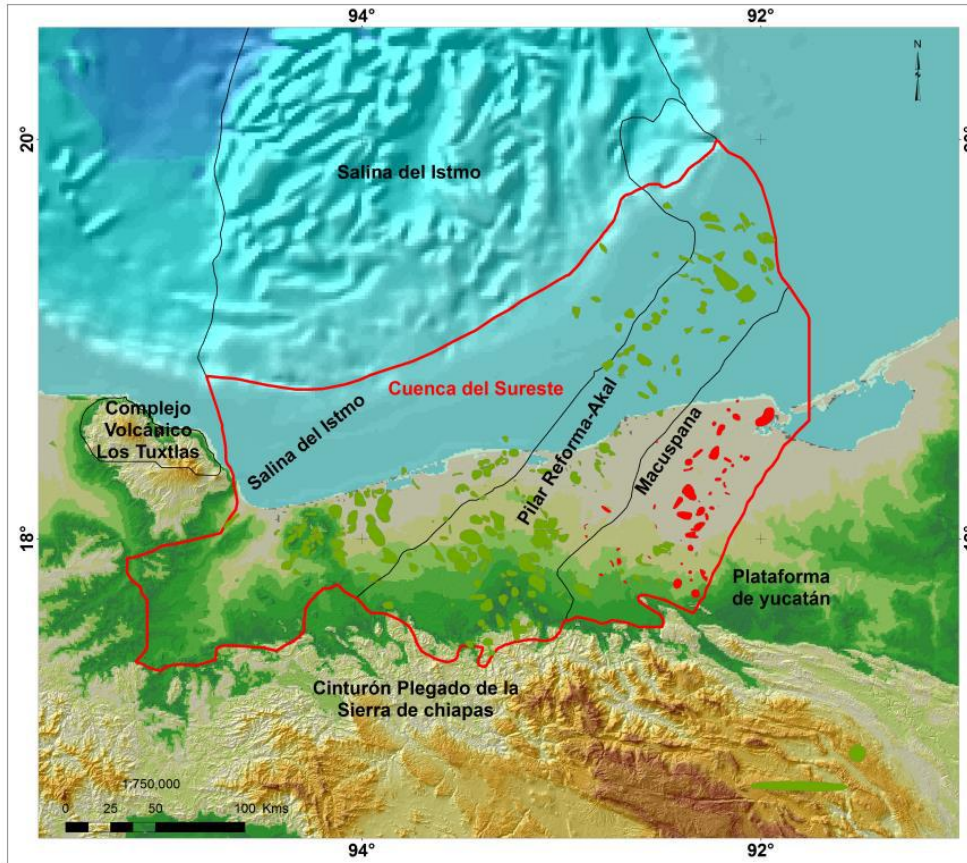 94°
92°
N
20°
Salina del Istmo
Cuenca del Sureste
Complejo
Volcánico
Los Tuxtlas
Salina del Istmo
Pilar Reforma-Akal
Macuspana
18°
Plataforma
de yucatán
Cinturón Plegado de la
Sierra de chiapas
1:750,000
0 25 50 100 Kms
94°
92°